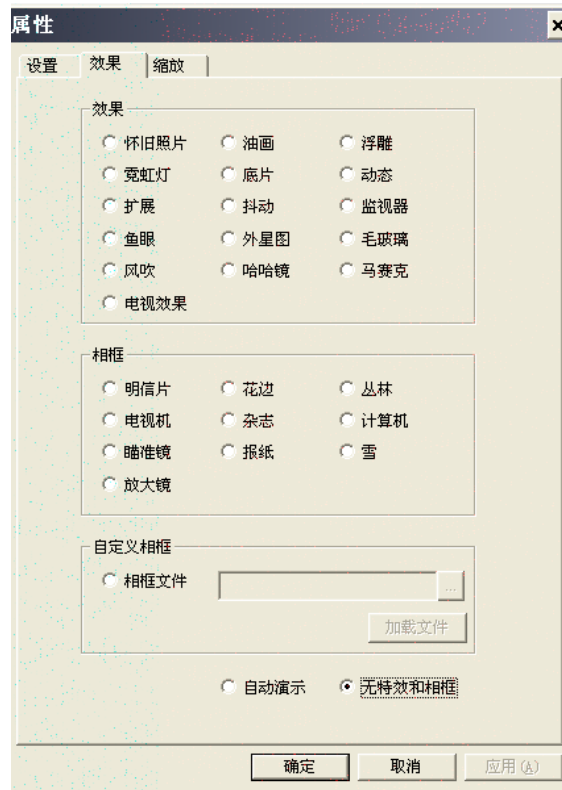 属性
设置 效果 缩放
效果
怀旧照片 油画 浮雕
霓虹灯 底片 动态
扩展 抖动 监视器
鱼眼 外星图 毛玻璃
风吹 哈哈镜 马赛克
电视效果
相框
明信片 花边 丛林
电视机 杂志 计算机
瞄准镜 报纸 雪
放大镜
自定义相框
相框文件 ...
加载文件
自动演示 无特效和相框
确定 取消 应用(A)